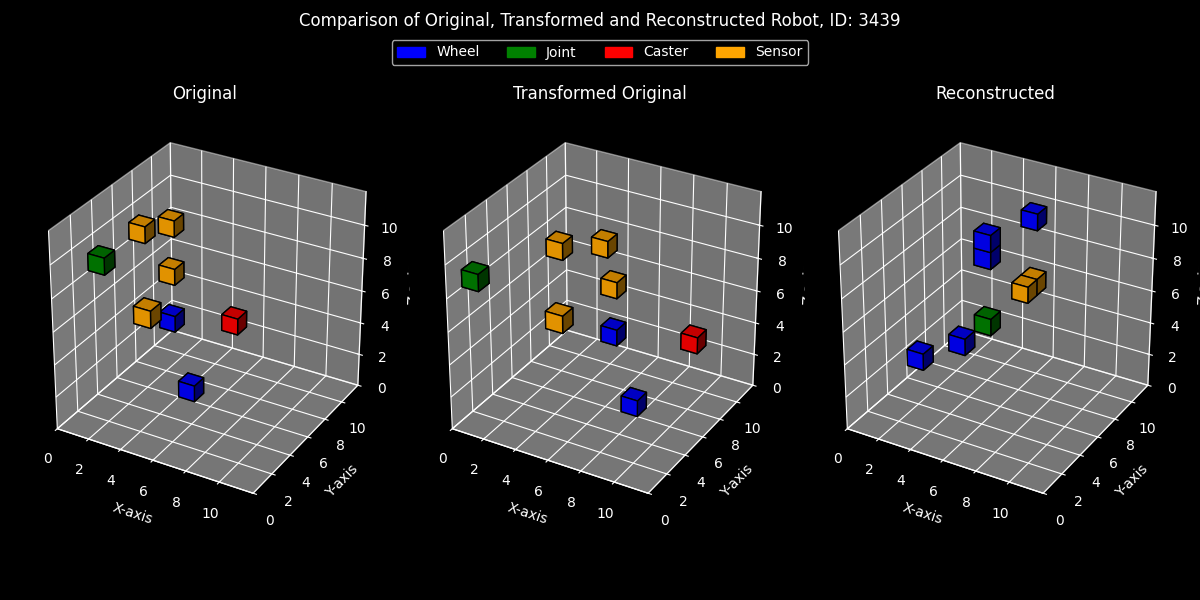 Comparison of Original, Transformed and Reconstructed Robot, ID: 3439
Wheel Joint Caster Sensor
Original Transformed Original Reconstructed
10 10 10
8 8 8
6 6 6
4 4 4
2 2 2
0 0 0
10 10 10
8 8 8
6 6 6
4 4 4
2 2 2
0 0 0
0 2 4 6 8 10 0 2 4 6 8 10 0 2 4 6 8 10
X-axis Y-axis X-axis Y-axis X-axis Y-axis